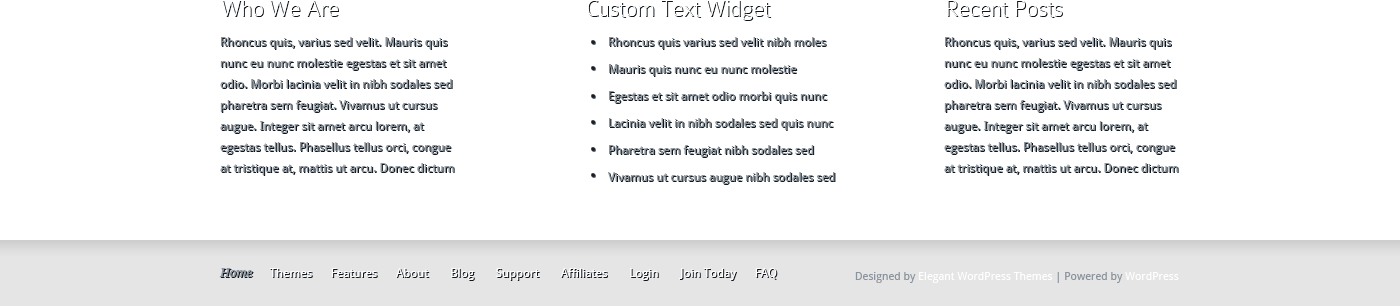 Who We Are
Rhoncus quis, varius sed velit. Mauris quis
nunc eu nunc molestie egestas et sit amet
odio. Morbi lacinia velit in nibh sodales sed
pharetra sem feugiat. Vivamus ut cursus
augue. Integer sit amet arcu lorem, at
egestas tellus. Phasellus tellus orci, congue
at tristique at, mattis ut arcu. Donec dictum
Custom Text Widget
• Rhoncus quis varius sed velit nibh moles
• Mauris quis nunc eu nunc molestie
• Egestas et sit amet odio morbi quis nunc
• Lacinia velit in nibh sodales sed quis nunc
• Pharetra sem feugiat nibh sodales sed
• Vivamus ut cursus augue nibh sodales sed
Recent Posts
Rhoncus quis, varius sed velit. Mauris quis
nunc eu nunc molestie egestas et sit amet
odio. Morbi lacinia velit in nibh sodales sed
pharetra sem feugiat. Vivamus ut cursus
augue. Integer sit amet arcu lorem, at
egestas tellus. Phasellus tellus orci, congue
at tristique at, mattis ut arcu. Donec dictum
Home Themes Features About Blog Support Affiliates Login Join Today FAQ
Designed by Elegant WordPress Themes | Powered by WordPress